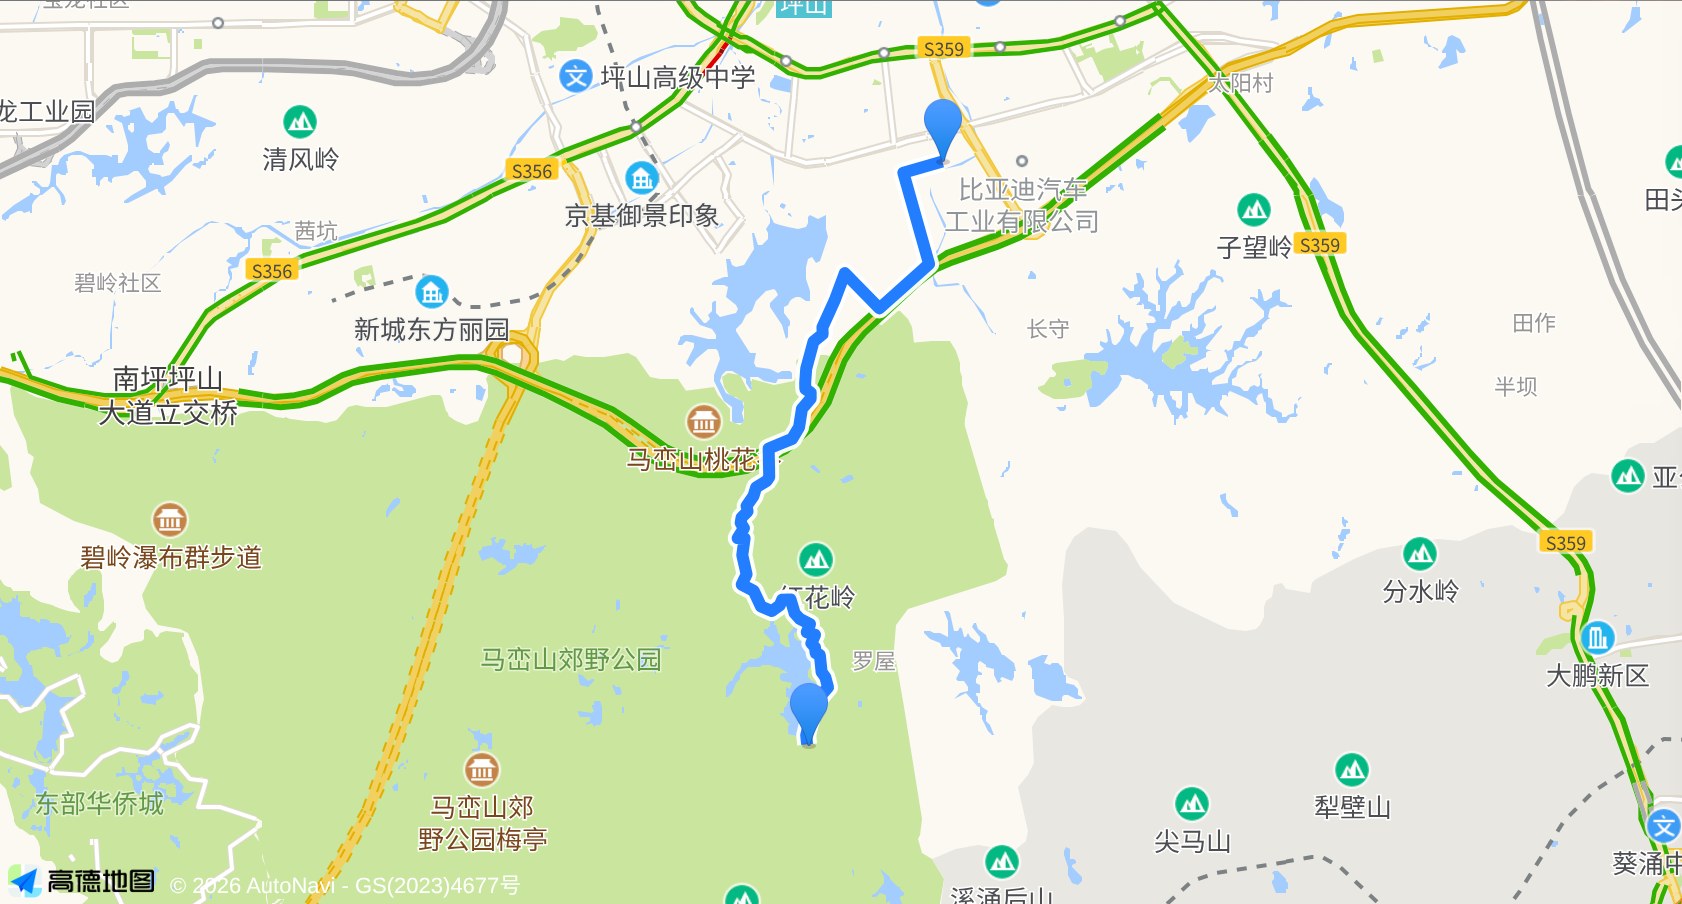 宝龙社区
坪山
S359
坪山高级中学
太阳村
龙工业园
清风岭
S356
比亚迪汽车
工业有限公司
京基御景印象
茜坑
子望岭
S359
S356
碧岭社区
新城东方丽园
长守
田作
南坪坪山
大道立交桥
半坝
马峦山桃花
碧岭瀑布群步道
S359
分水岭
花岭
马峦山郊野公园
罗屋
大鹏新区
东部华侨城
马峦山郊
野公园梅亭
犁壁山
尖马山
高德地图
© 2026 AutoNavi - GS(2023)4677号
溪涌后山